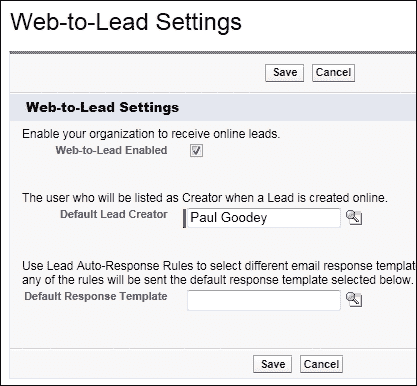 Web-to-Lead Settings
Save Cancel
Web-to-Lead Settings
Enable your organization to receive online leads.
Web-to-Lead Enabled
The user who will be listed as Creator when a Lead is created online.
Default Lead Creator Paul Goodey
Use Lead Auto-Response Rules to select different email response templat
any of the rules will be sent the default response template selected below.
Default Response Template
Save Cancel